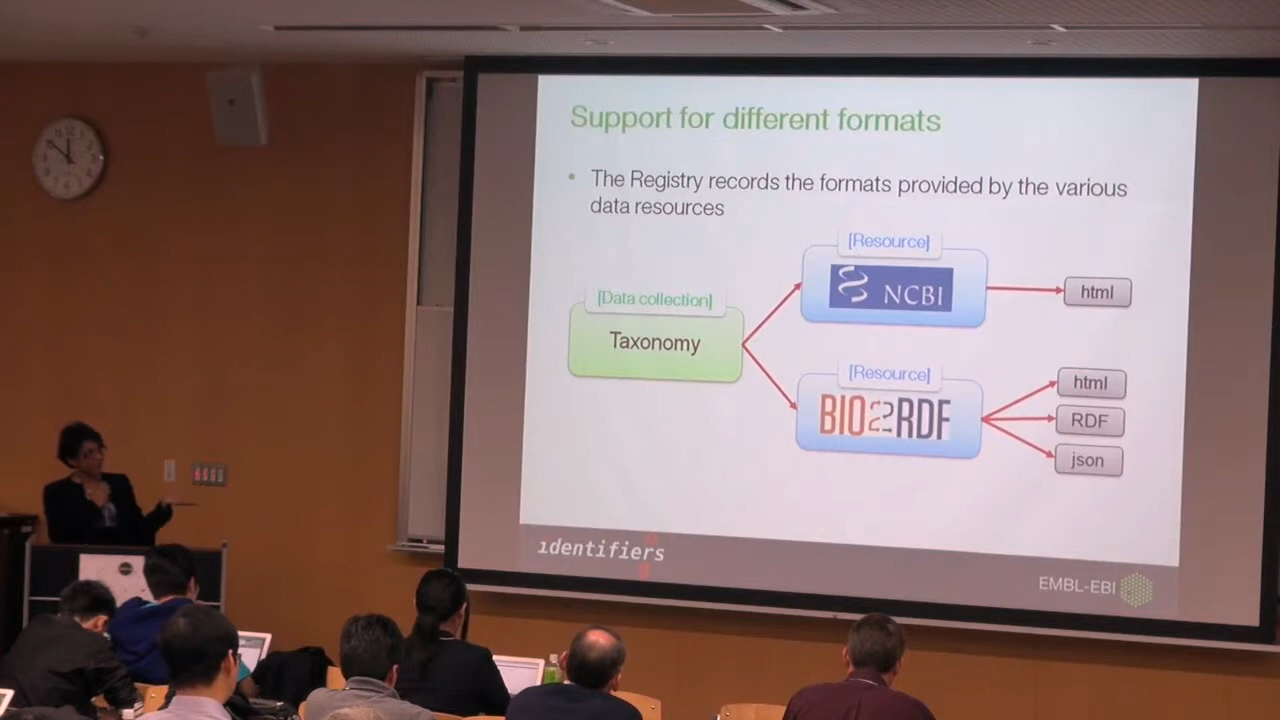 Support for different formats
• The Registry records the formats provided by the various
data resources
[Resource]
NCBI
html
[Data collection]
Taxonomy
[Resource]
BIO2RDF
html
RDF
json
identifiers
EMBL-EBI